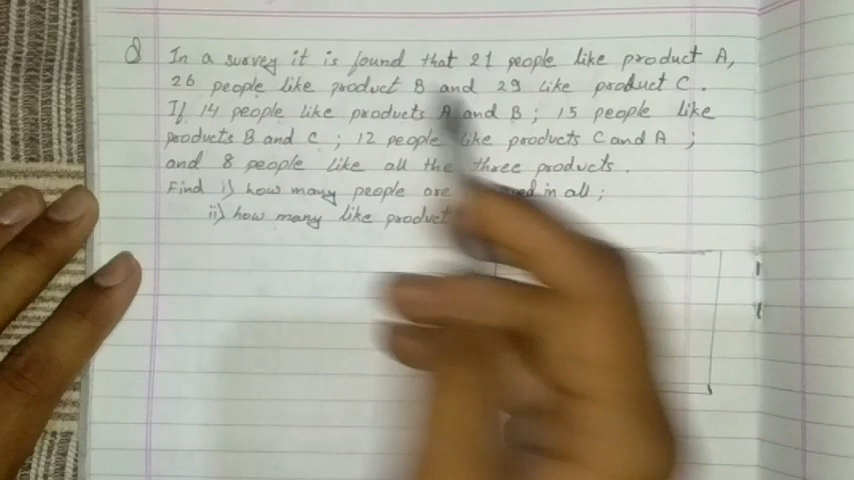 Q In a survey it is found that 21 people like product A,
26 people like product B and 29 like product C.
If 14 people like products A and B ; 15 people like
products B and C ; 12 people like products C and A ;
and 8 people like all the three products.
Find i) how many people are in all ;
ii) how many like product